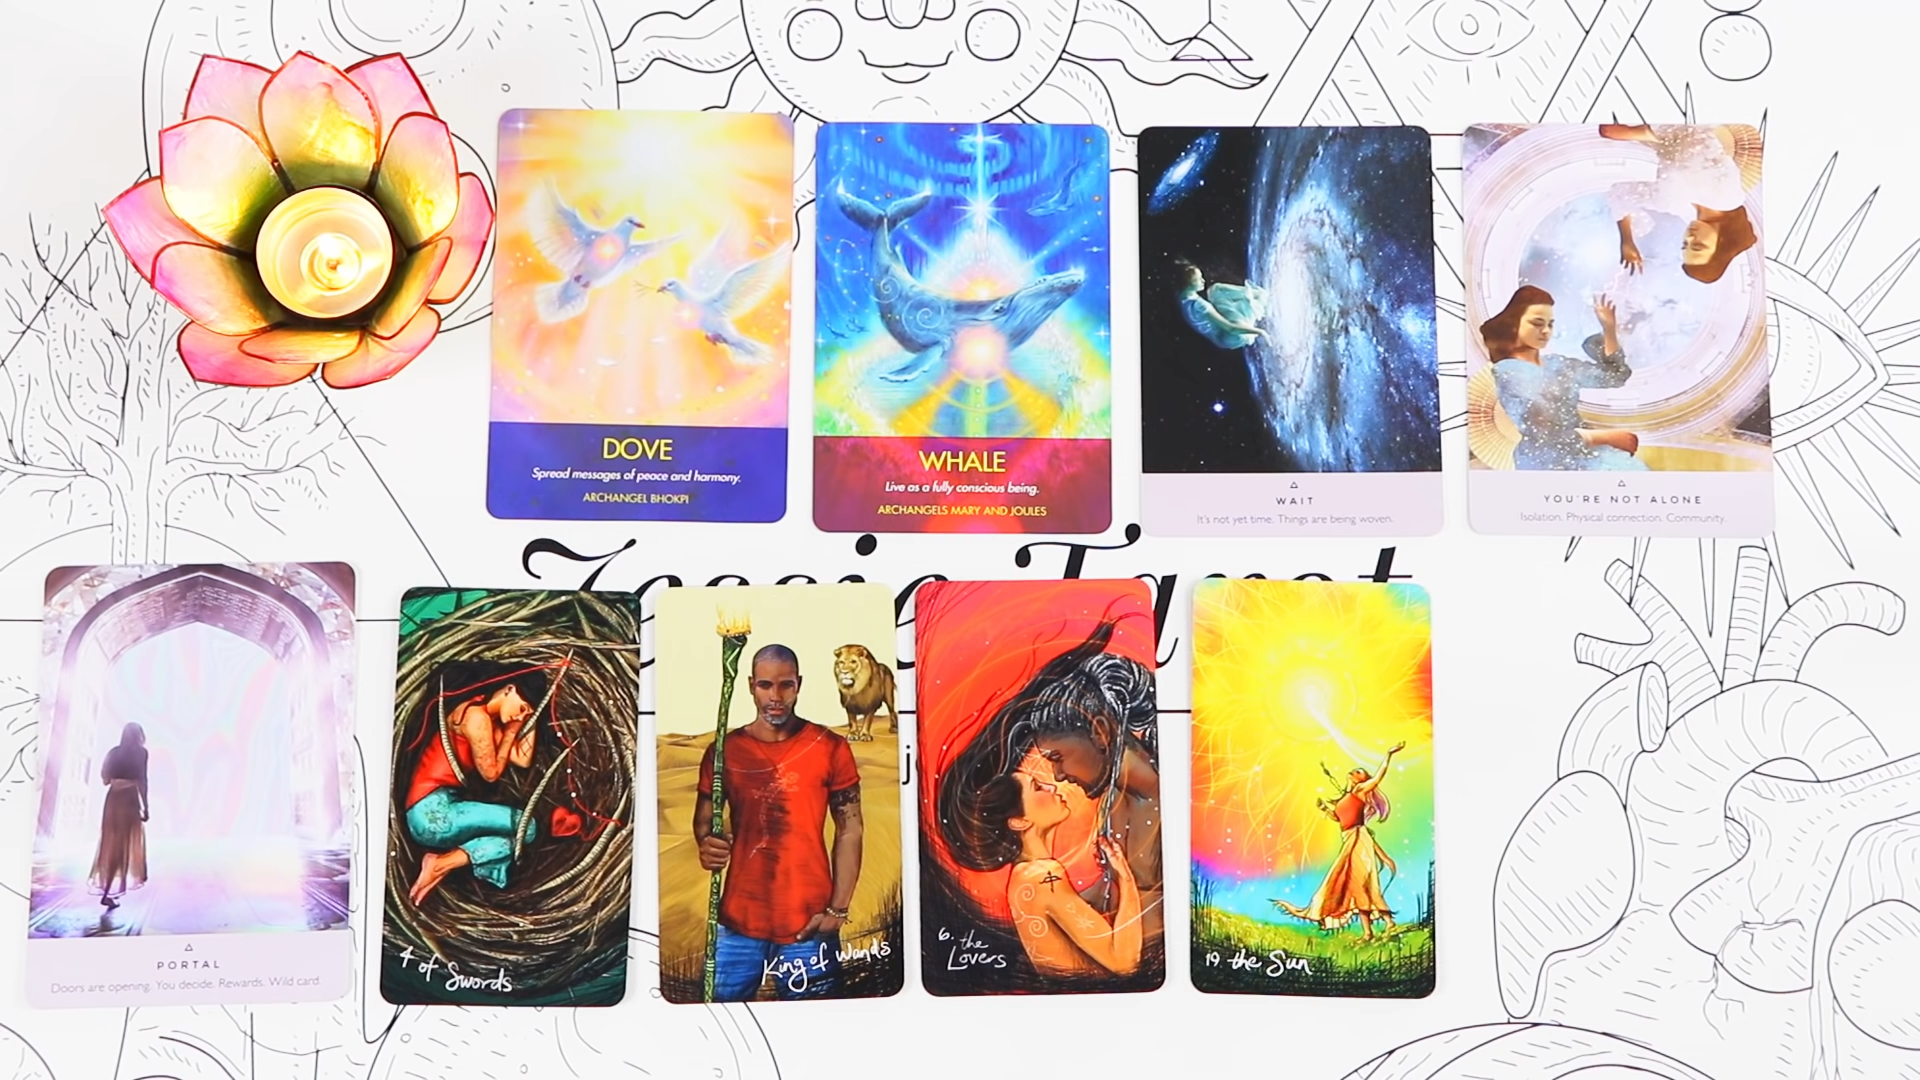 DOVE
Spread messages of peace and harmony.
ARCHANGEL BHOKPI
WHALE
Live as a fully conscious being.
ARCHANGELS MARY AND JOULES
WAIT
It's not yet time. Things are being woven.
YOU'RE NOT ALONE
Isolation. Physical connection. Community.
Jessie Tarot
PORTAL
Doors are opening. You decide. Rewards. Wild card.
4 of Swords
King of Wands
6. the
Lovers
19 the Sun